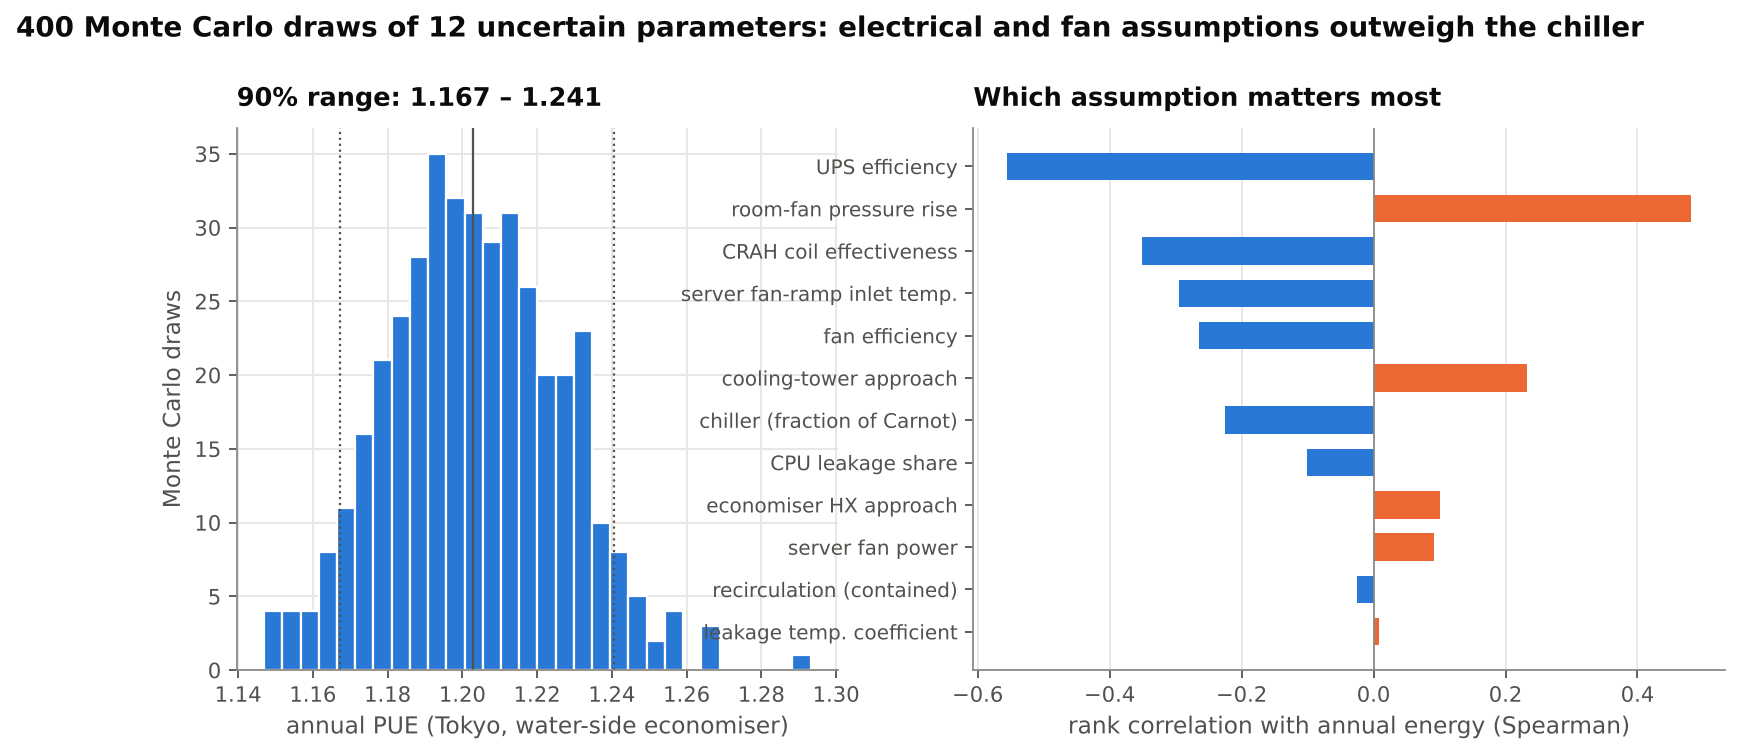 400 Monte Carlo draws of 12 uncertain parameters: electrical and fan assumptions outweigh the chiller
90% range: 1.167 – 1.241
Monte Carlo draws
35
30
25
20
15
10
5
0
1.14 1.16 1.18 1.20 1.22 1.24 1.26 1.28 1.30
annual PUE (Tokyo, water-side economiser)
Which assumption matters most
UPS efficiency
room-fan pressure rise
CRAH coil effectiveness
server fan-ramp inlet temp.
fan efficiency
cooling-tower approach
chiller (fraction of Carnot)
CPU leakage share
economiser HX approach
server fan power
recirculation (contained)
leakage temp. coefficient
−0.6 −0.4 −0.2 0.0 0.2 0.4
rank correlation with annual energy (Spearman)